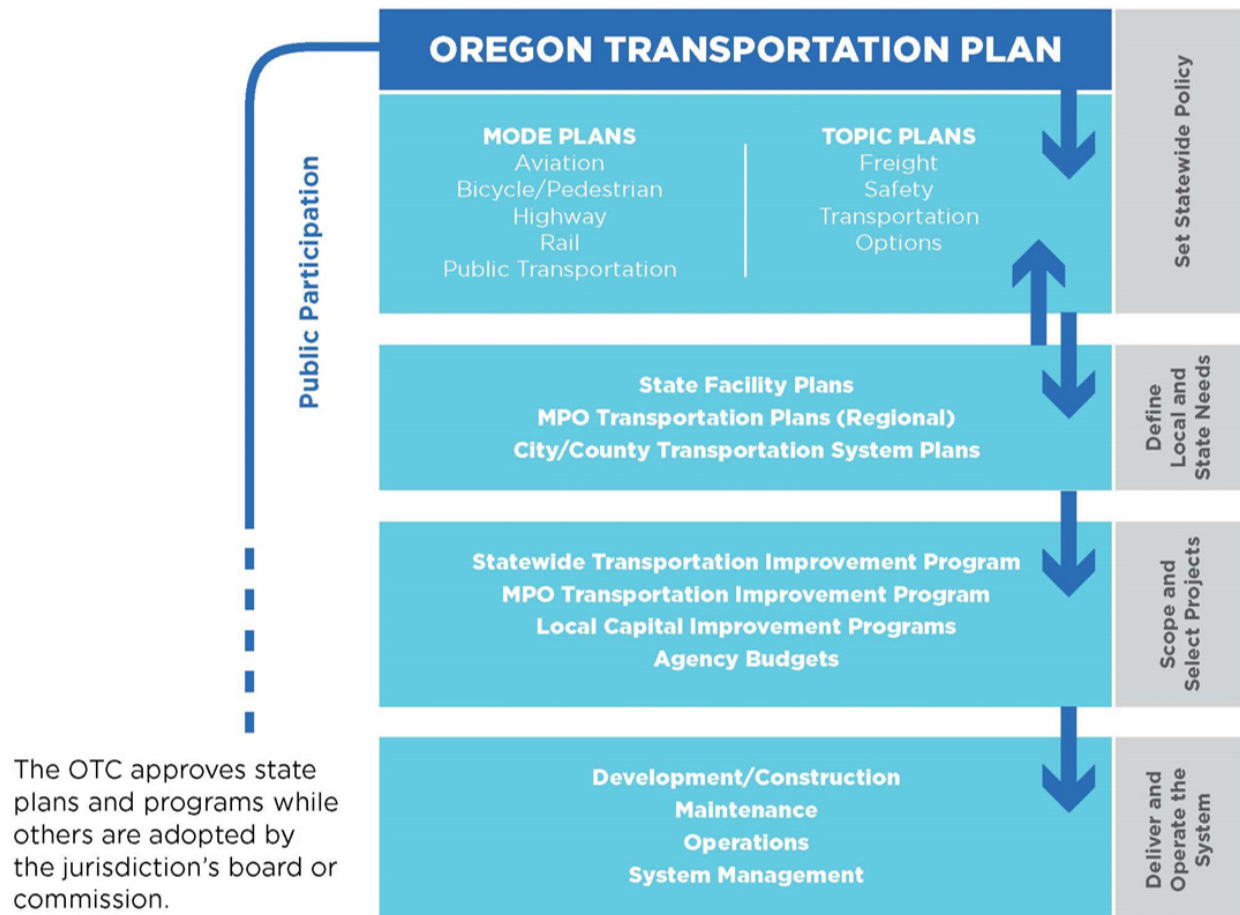 OREGON TRANSPORTATION PLAN
MODE PLANS
Aviation
Bicycle/Pedestrian
Highway
Rail
Public Transportation
TOPIC PLANS
Freight
Safety
Transportation
Options
Set Statewide Policy
Public Participation
State Facility Plans
MPO Transportation Plans (Regional)
City/County Transportation System Plans
Define
Local and
State Needs
Statewide Transportation Improvement Program
MPO Transportation Improvement Program
Local Capital Improvement Programs
Agency Budgets
Scope and
Select Projects
Development/Construction
Maintenance
Operations
System Management
Deliver and
Operate the
System
The OTC approves state
plans and programs while
others are adopted by
the jurisdiction's board or
commission.